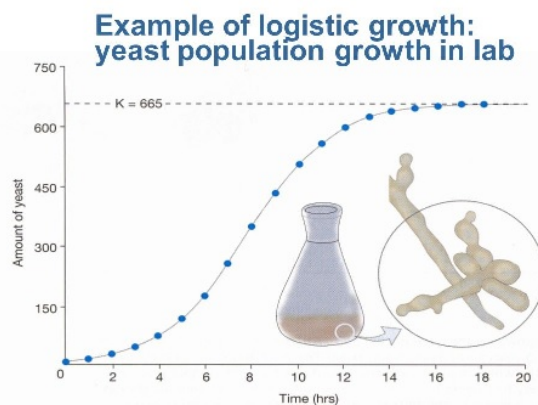 Example of logistic growth:
yeast population growth in lab
750
K = 665
600
450
300
150
Amount of yeast
0 2 4 6 8 10 12 14 16 18 20
Time (hrs)